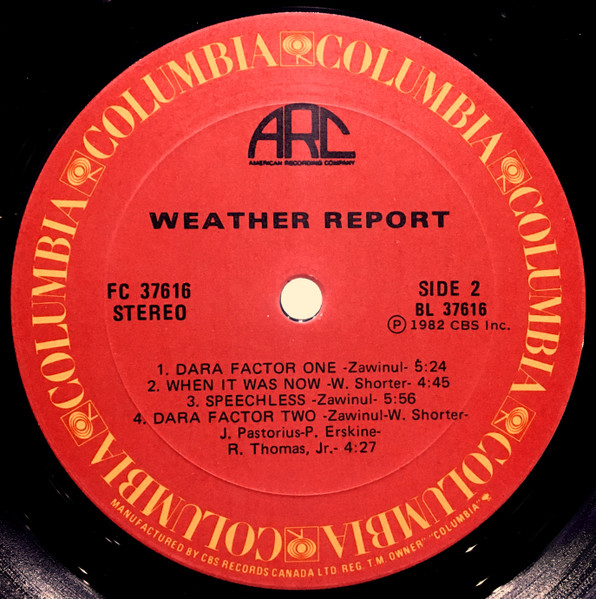 COLUMBIA COLUMBIA COLUMBIA COLUMBIA COLUMBIA COLUMBIA COLUMBIA COLUMBIA
ARC
AMERICAN RECORDING COMPANY
WEATHER REPORT
FC 37616
STEREO
SIDE 2
BL 37616
Ⓟ 1982 CBS Inc.
1. DARA FACTOR ONE -Zawinul- 5:24
2. WHEN IT WAS NOW -W. Shorter- 4:45
3. SPEECHLESS -Zawinul- 5:56
4. DARA FACTOR TWO -Zawinul-W. Shorter-
J. Pastorius-P. Erskine-
R. Thomas, Jr.- 4:27
MANUFACTURED BY CBS RECORDS CANADA LTD REG. T.M. OWNER "COLUMBIA"